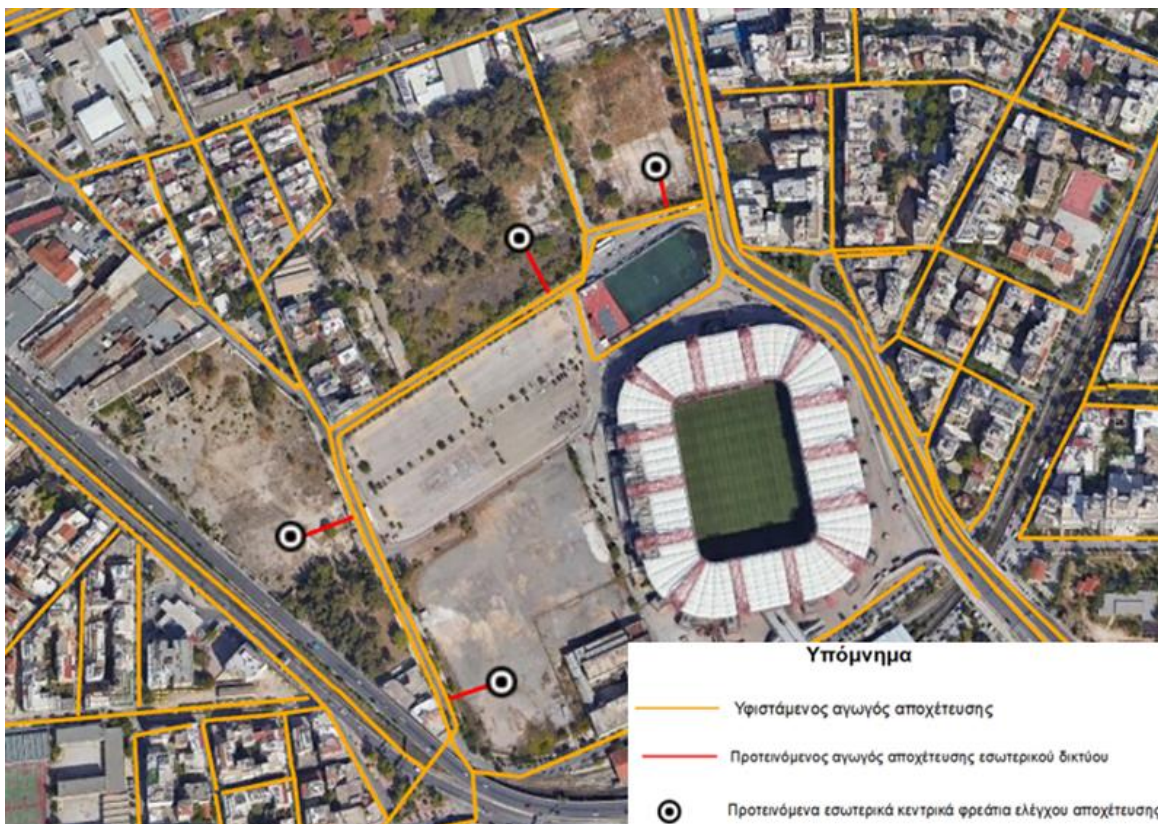 Υπόμνημα
Υφιστάμενος αγωγός αποχέτευσης
Προτεινόμενος αγωγός αποχέτευσης εσωτερικού δικτύου
Προτεινόμενα εσωτερικά κεντρικά φρεάτια ελέγχου αποχέτευσης